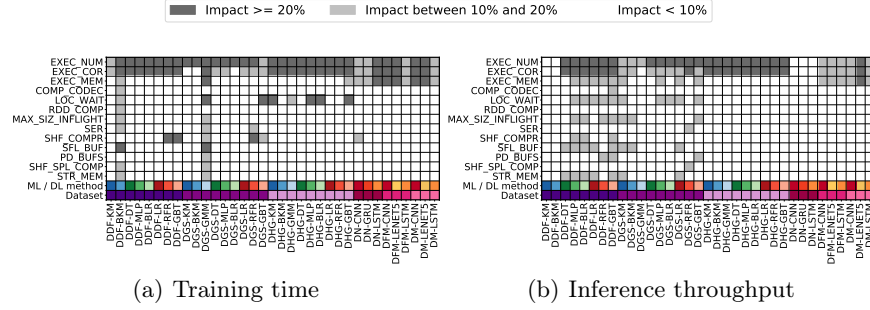 Impact >= 20% Impact between 10% and 20% Impact < 10%
EXEC_NUM
EXEC_COR
EXEC_MEM
COMP_CODEC
LOC_WAIT
RDD_COMP
MAX_SIZ_INFLIGHT
SER
SHF_COMPR
SFL_BUF
PD_BUFS
SHF_SPL_COMP
STR_MEM
ML / DL method
Dataset
DDF-KM
DDF-BKM
DDF-DT
DDF-MLP
DDF-BLR
DDF-LR
DDF-RFR
DDF-GBT
DGS-KM
DGS-BKM
DGS-GMM
DGS-DT
DGS-MLP
DGS-BLR
DGS-LR
DGS-RFR
DGS-GBT
DHG-KM
DHG-BKM
DHG-GMM
DHG-DT
DHG-MLP
DHG-BLR
DHG-LR
DHG-RFR
DHG-GBT
DN-CNN
DN-GRU
DN-LSTM
DFM-CNN
DFM-LENET5
DFM-LSTM
DM-CNN
DM-LENET5
DM-LSTM
(a) Training time
EXEC_NUM
EXEC_COR
EXEC_MEM
COMP_CODEC
LOC_WAIT
RDD_COMP
MAX_SIZ_INFLIGHT
SER
SHF_COMPR
SFL_BUF
PD_BUFS
SHF_SPL_COMP
STR_MEM
ML / DL method
Dataset
DDF-KM
DDF-BKM
DDF-DT
DDF-MLP
DDF-BLR
DDF-LR
DDF-RFR
DDF-GBT
DGS-KM
DGS-BKM
DGS-GMM
DGS-DT
DGS-MLP
DGS-BLR
DGS-LR
DGS-RFR
DGS-GBT
DHG-KM
DHG-BKM
DHG-GMM
DHG-DT
DHG-MLP
DHG-BLR
DHG-LR
DHG-RFR
DHG-GBT
DN-CNN
DN-GRU
DN-LSTM
DFM-CNN
DFM-LENET5
DFM-LSTM
DM-CNN
DM-LENET5
DM-LSTM
(b) Inference throughput